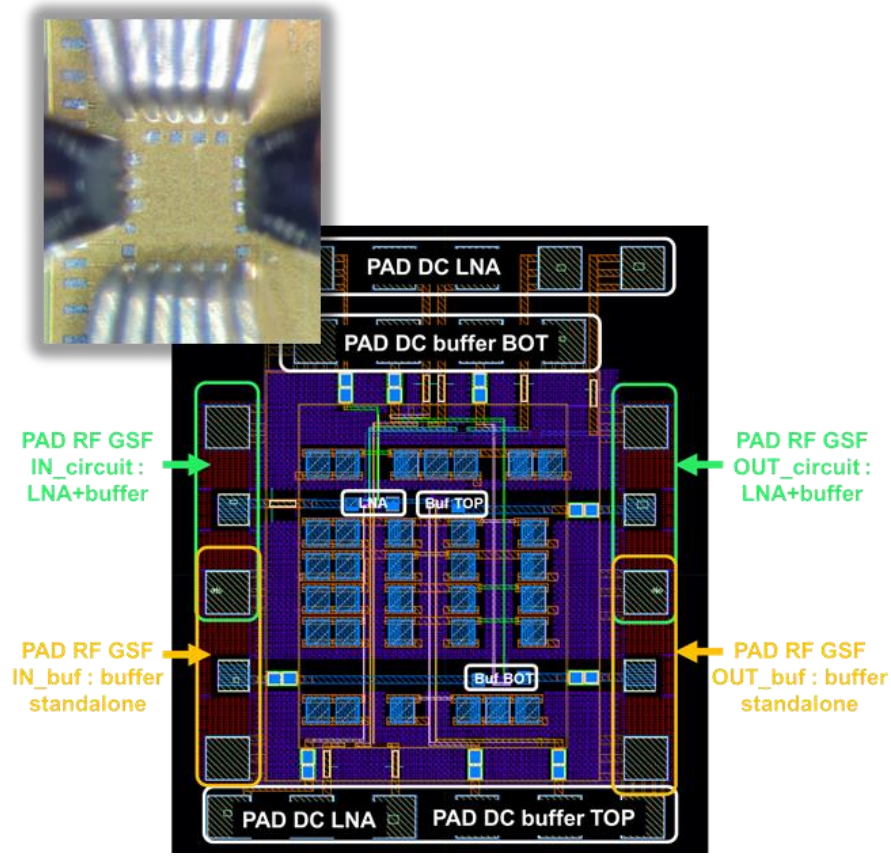 PAD DC LNA
PAD DC buffer BOT
PAD RF GSF
IN_circuit :
LNA+buffer
PAD RF GSF
OUT_circuit :
LNA+buffer
LNA
Buf TOP
PAD RF GSF
IN_buf : buffer
standalone
PAD RF GSF
OUT_buf : buffer
standalone
Buf BOT
PAD DC LNA
PAD DC buffer TOP